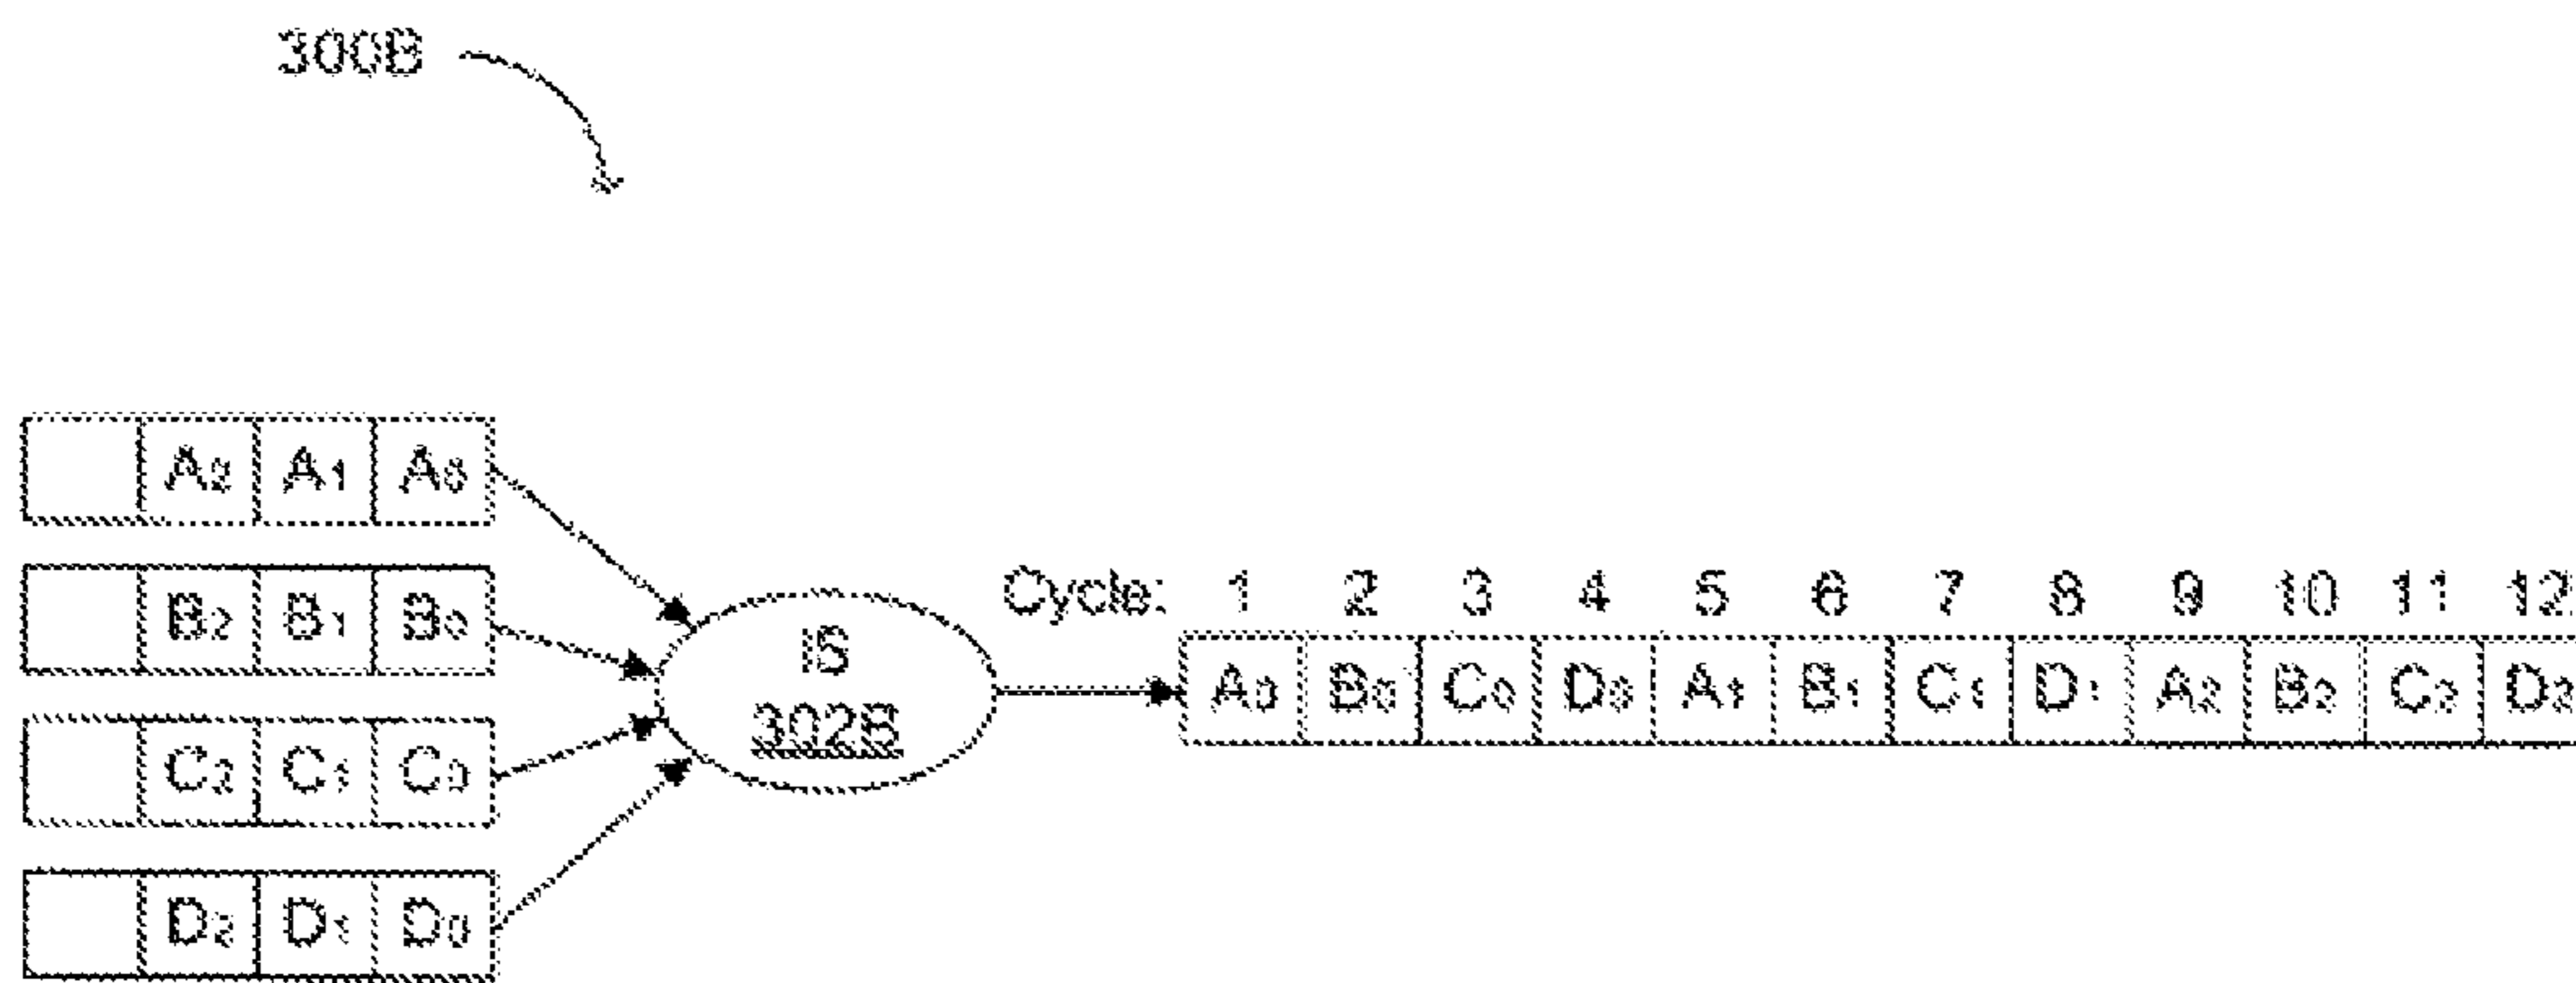 300B
A2 A1 A0
B2 B1 B0
C2 C1 C0
D2 D1 D0
IS
302B
Cycle: 1 2 3 4 5 6 7 8 9 10 11 12
A0 B0 C0 D0 A1 B1 C1 D1 A2 B2 C2 D2